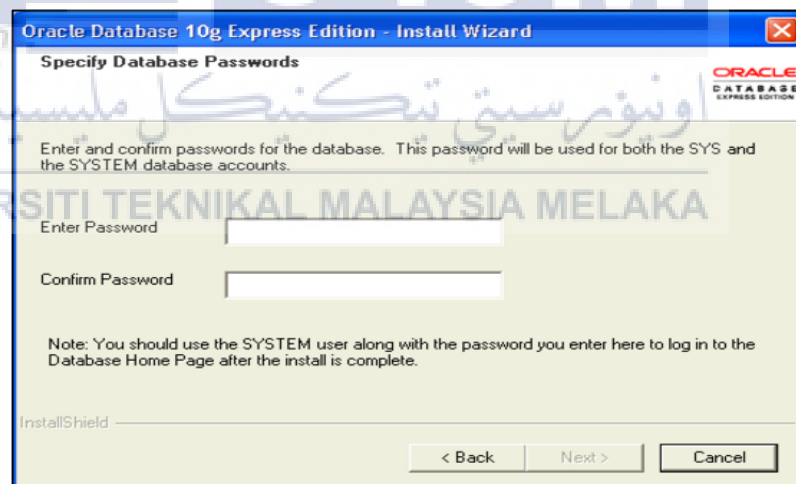 Oracle Database 10g Express Edition - Install Wizard
Specify Database Passwords
ORACLE
DATABASE
EXPRESS EDITION
اونيۏرسيتي تيكنيكل مليسيا
Enter and confirm passwords for the database. This password will be used for both the SYS and
the SYSTEM database accounts.
RSITI TEKNIKAL MALAYSIA MELAKA
Enter Password
Confirm Password
Note: You should use the SYSTEM user along with the password you enter here to log in to the
Database Home Page after the install is complete.
InstallShield
< Back
Next >
Cancel